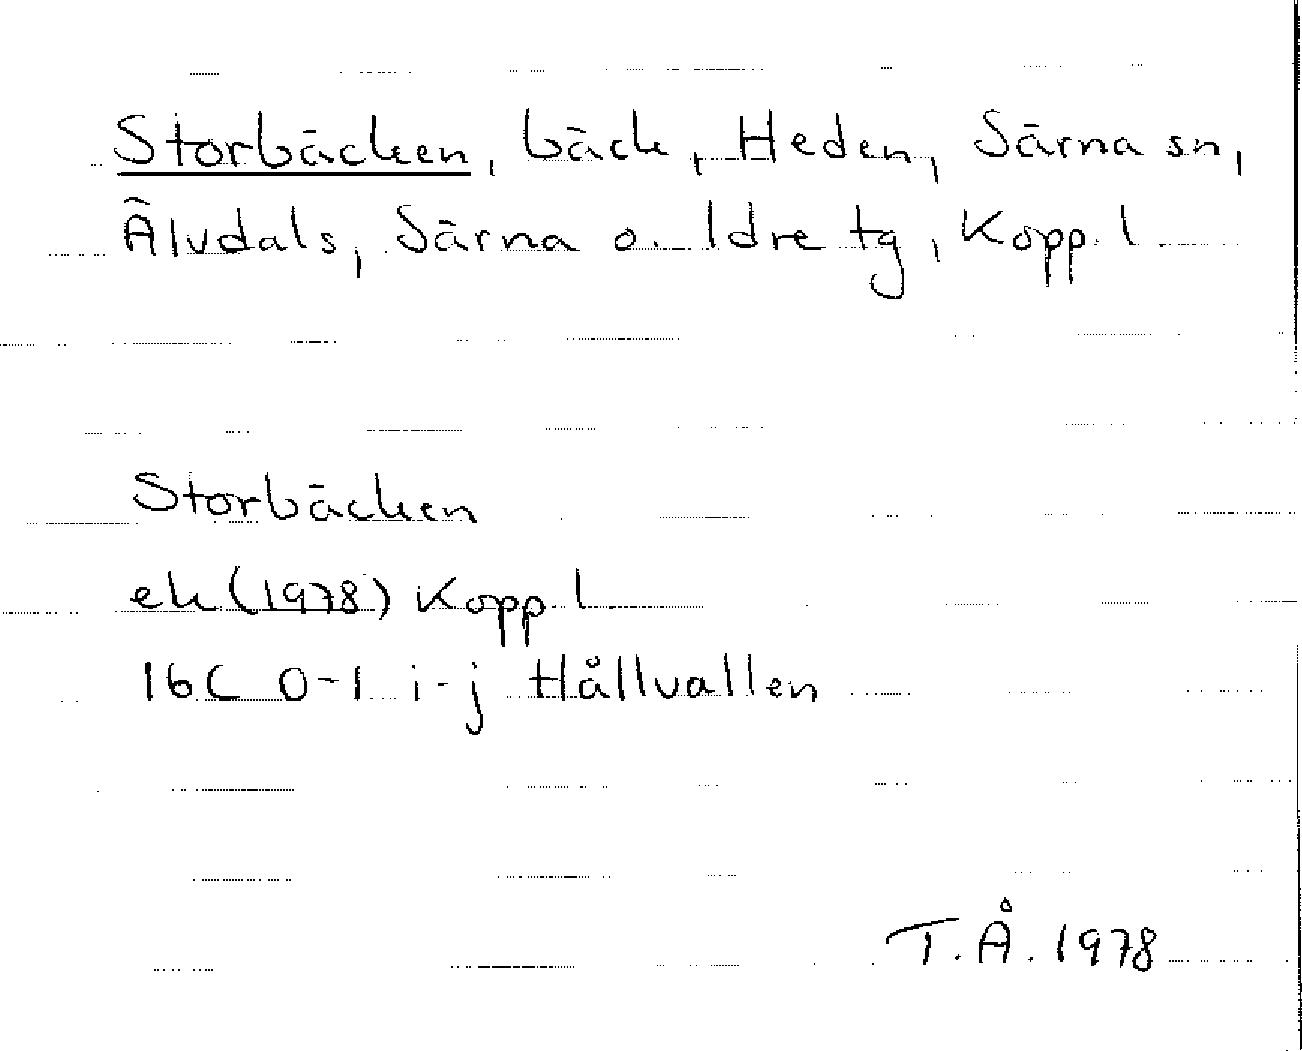 Storbäcken, bäck, Heden, Särna sn,
Älvdals, Särna o. Idre tg, Kopp. l
Storbäcken
ek (1978) Kopp. l
16C 0-1 i-j Hållvallen
T.Å. 1978